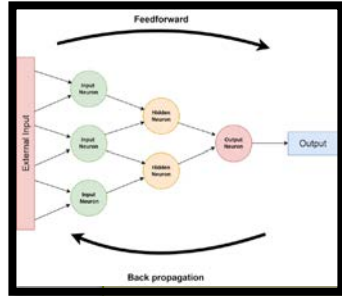 Feedforward
External Input
Input
Neuron
Input
Neuron
Input
Neuron
Hidden
Neuron
Hidden
Neuron
Output
Neuron
Output
Back propagation